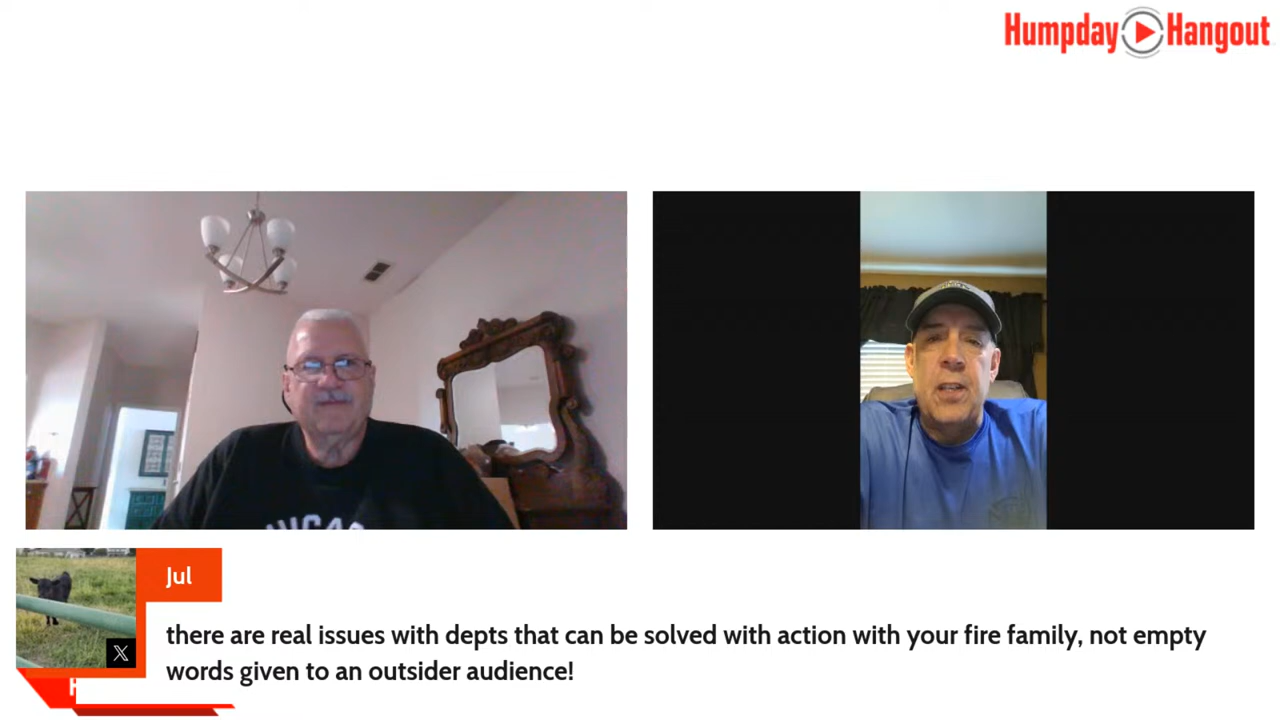 Humpday Hangout
Jul
there are real issues with depts that can be solved with action with your fire family, not empty
words given to an outsider audience!